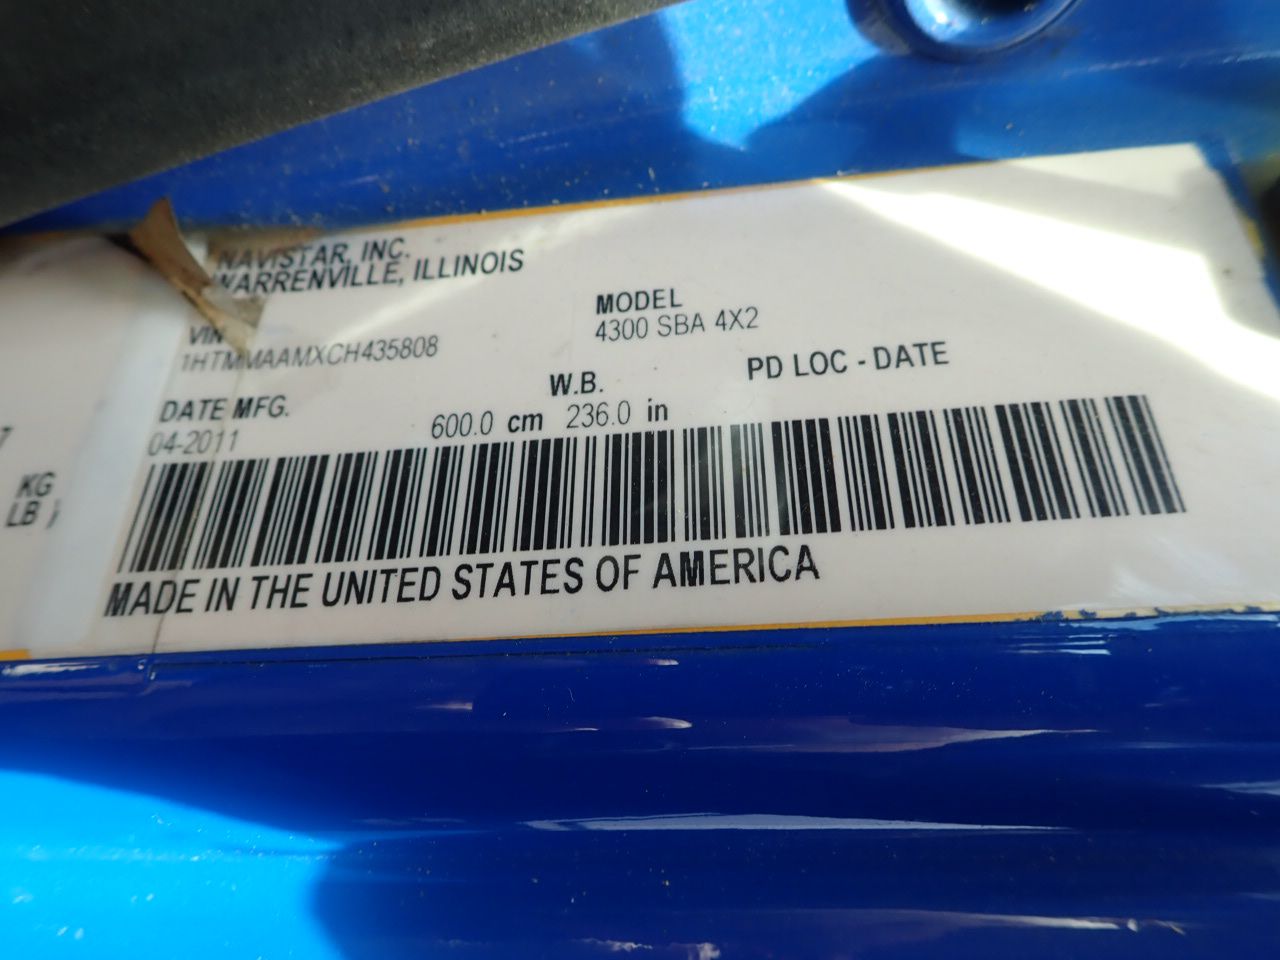 NAVISTAR, INC.
WARRENVILLE, ILLINOIS
VIN
1HTMMAAMXCH435808
MODEL
4300 SBA 4X2
DATE MFG.
04-2011
W.B.
600.0 cm 236.0 in
PD LOC - DATE
7
KG
LB )
MADE IN THE UNITED STATES OF AMERICA